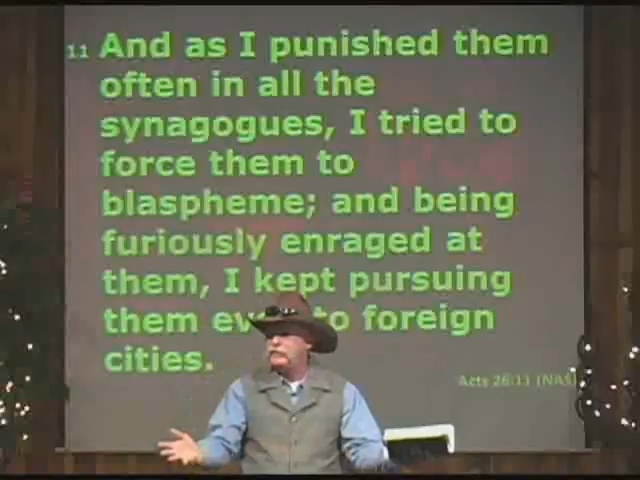 11 And as I punished them
often in all the
synagogues, I tried to
force them to
blaspheme; and being
furiously enraged at
them, I kept pursuing
them ev to foreign
cities.
Acts 26:11 (NAS)